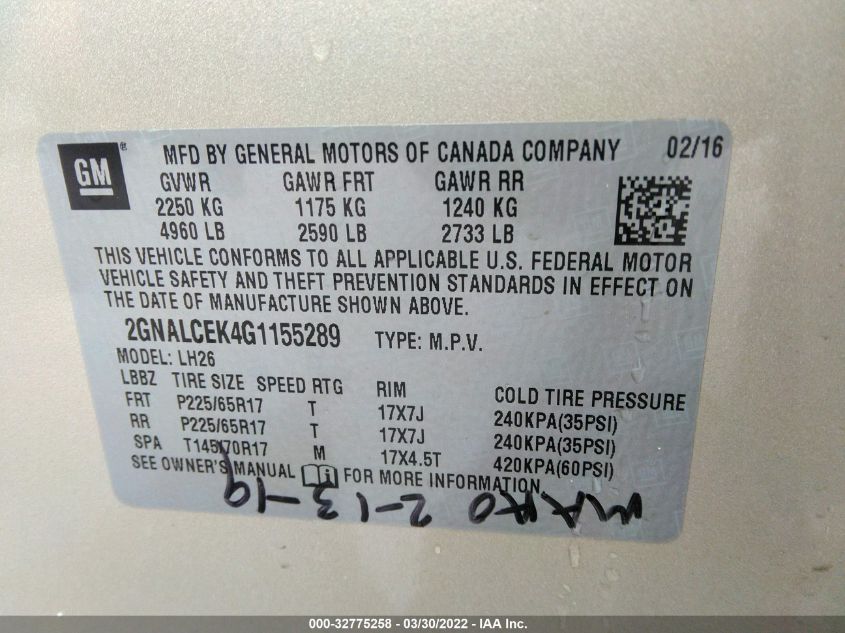 GM® MFD BY GENERAL MOTORS OF CANADA COMPANY 02/16
GVWR GAWR FRT GAWR RR
2250 KG 1175 KG 1240 KG
4960 LB 2590 LB 2733 LB
THIS VEHICLE CONFORMS TO ALL APPLICABLE U.S. FEDERAL MOTOR
VEHICLE SAFETY AND THEFT PREVENTION STANDARDS IN EFFECT ON
THE DATE OF MANUFACTURE SHOWN ABOVE.
2GNALCEK4G1155289 TYPE: M.P.V.
MODEL: LH26
LBBZ TIRE SIZE SPEED RTG RIM COLD TIRE PRESSURE
FRT P225/65R17 T 17X7J 240KPA(35PSI)
RR P225/65R17 T 17X7J 240KPA(35PSI)
SPA T145/70R17 M 17X4.5T 420KPA(60PSI)
SEE OWNER'S MANUAL FOR MORE INFORMATION
2-13-19
000-32775258 - 03/30/2022 - IAA Inc.